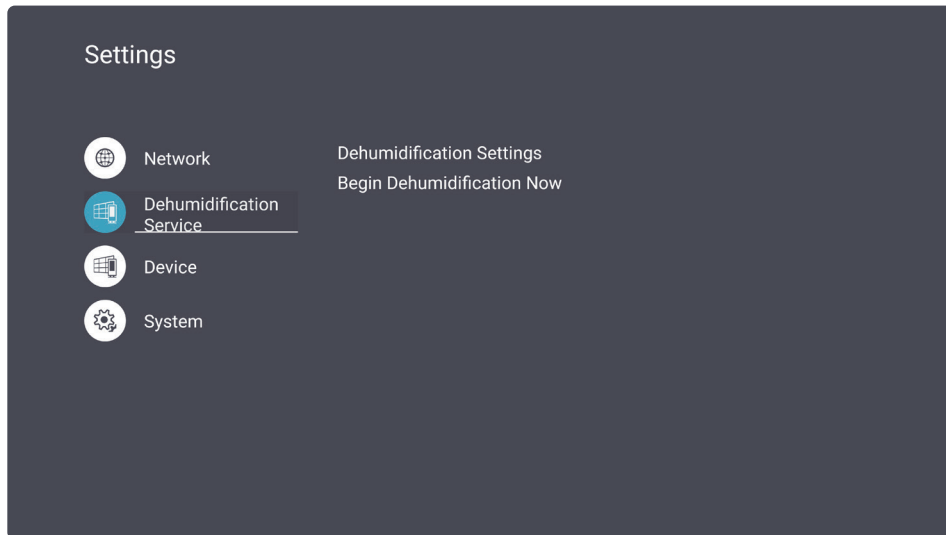 Settings
Network
Dehumidification
Service
Device
System
Dehumidification Settings
Begin Dehumidification Now